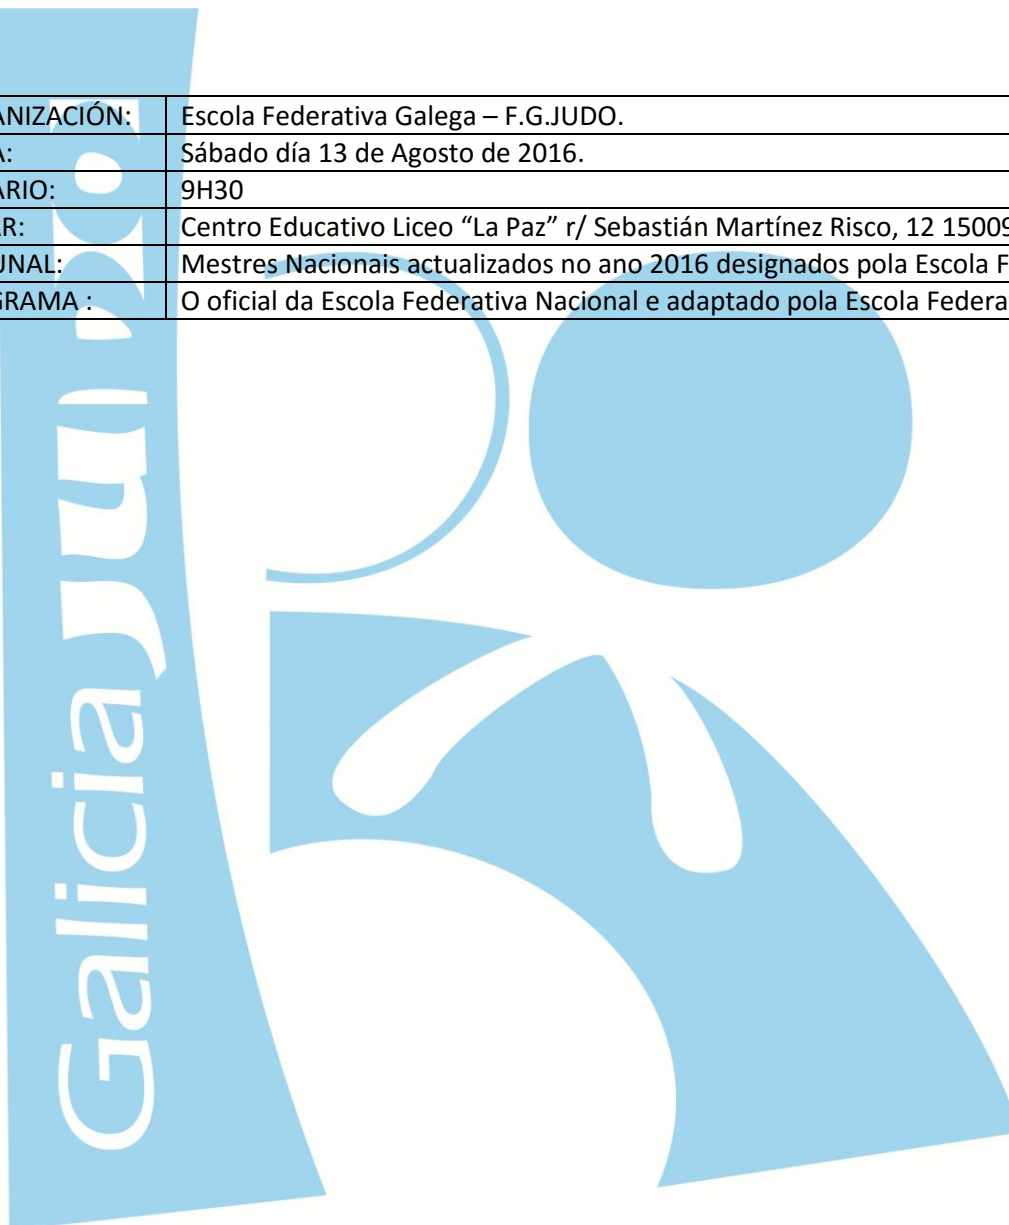 ANIZACIÓN: Escola Federativa Galega – F.G.JUDO.
A: Sábado día 13 de Agosto de 2016.
ARIO: 9H30
R: Centro Educativo Liceo “La Paz” r/ Sebastián Martínez Risco, 12 15009
UNAL: Mestres Nacionais actualizados no ano 2016 designados pola Escola F
GRAMA : O oficial da Escola Federativa Nacional e adaptado pola Escola Federa
Galicia Judo